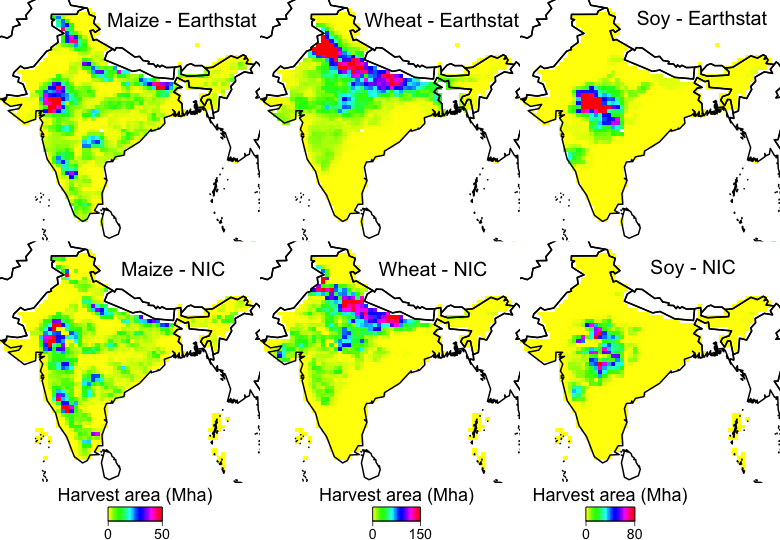 Maize - Earthstat
Wheat - Earthstat
Soy - Earthstat
Maize - NIC
Wheat - NIC
Soy - NIC
Harvest area (Mha)
Harvest area (Mha)
Harvest area (Mha)
0 50
0 150
0 80